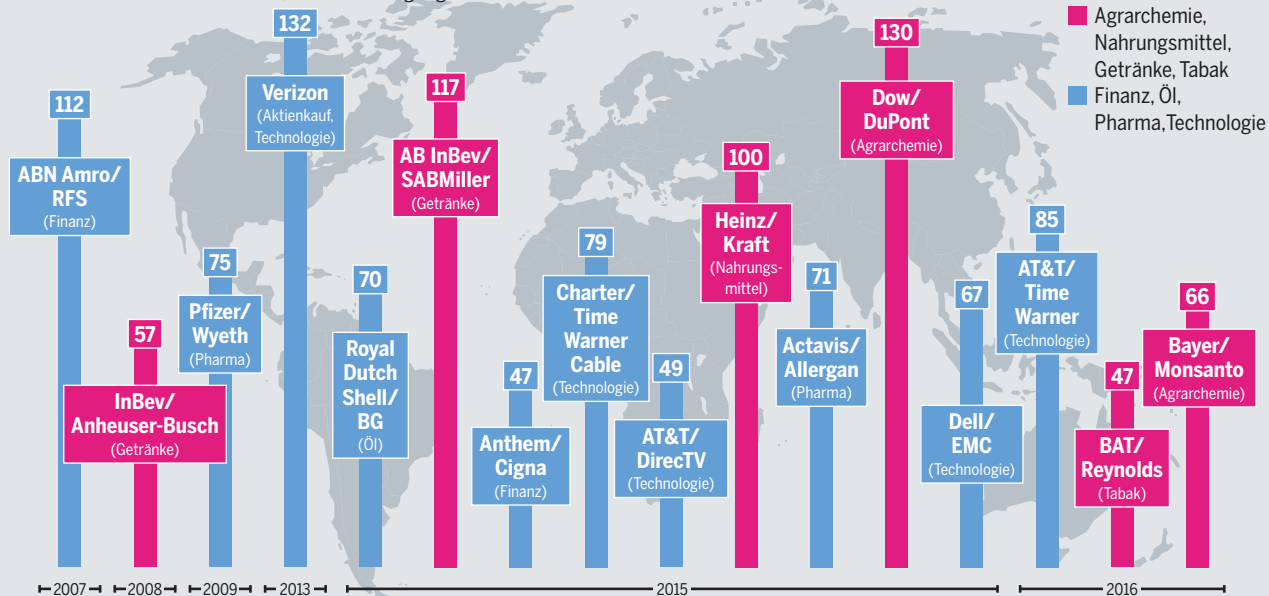 Agrarchemie,
Nahrungsmittel,
Getränke, Tabak
Finanz, Öl,
Pharma, Technologie
112
ABN Amro/
RFS
(Finanz)
57
InBev/
Anheuser-Busch
(Getränke)
75
Pfizer/
Wyeth
(Pharma)
132
Verizon
(Aktienkauf,
Technologie)
70
Royal
Dutch
Shell/
BG
(Öl)
117
AB InBev/
SABMiller
(Getränke)
47
Anthem/
Cigna
(Finanz)
79
Charter/
Time
Warner
Cable
(Technologie)
49
AT&T/
DirecTV
(Technologie)
100
Heinz/
Kraft
(Nahrungs-
mittel)
71
Actavis/
Allergan
(Pharma)
130
Dow/
DuPont
(Agrarchemie)
67
Dell/
EMC
(Technologie)
85
AT&T/
Time
Warner
(Technologie)
47
BAT/
Reynolds
(Tabak)
66
Bayer/
Monsanto
(Agrarchemie)
2007
2008
2009
2013
2015
2016